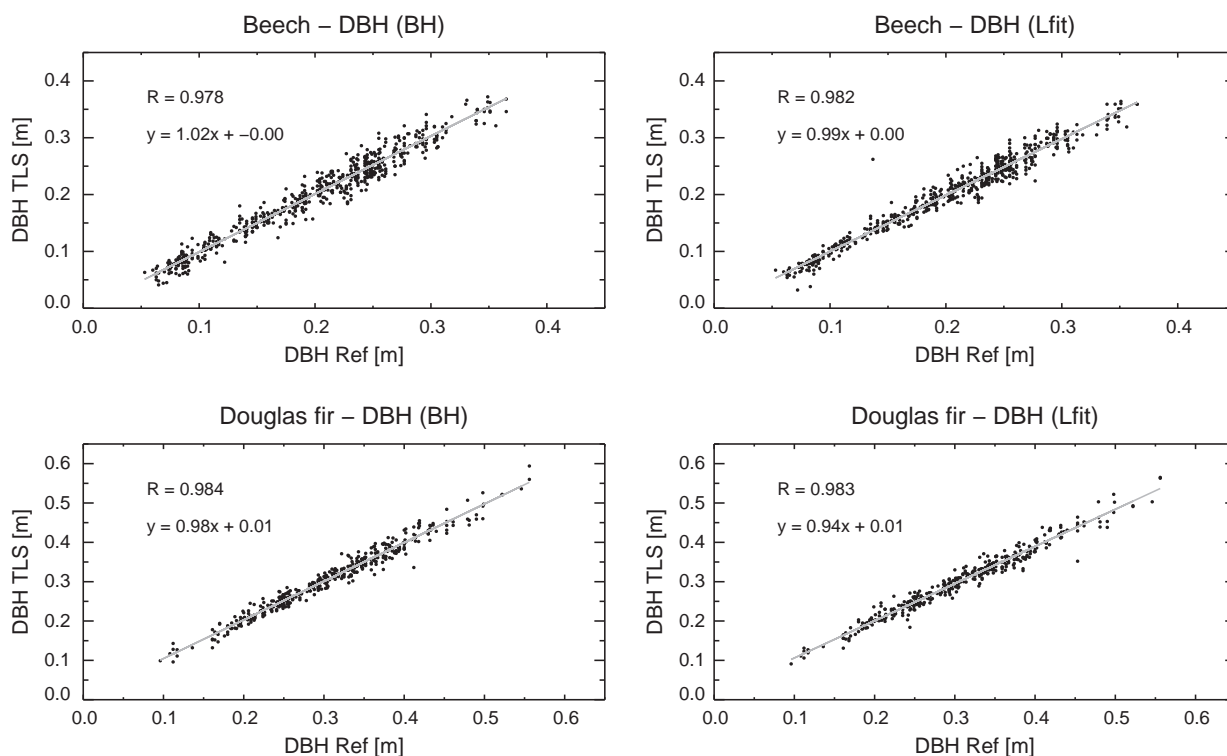 Beech – DBH (BH)
DBH TLS [m]
0.4
0.3
0.2
0.1
0.0
R = 0.978
y = 1.02x + −0.00
0.0 0.1 0.2 0.3 0.4
DBH Ref [m]
Beech – DBH (Lfit)
DBH TLS [m]
0.4
0.3
0.2
0.1
0.0
R = 0.982
y = 0.99x + 0.00
0.0 0.1 0.2 0.3 0.4
DBH Ref [m]
Douglas fir – DBH (BH)
DBH TLS [m]
0.6
0.5
0.4
0.3
0.2
0.1
0.0
R = 0.984
y = 0.98x + 0.01
0.0 0.1 0.2 0.3 0.4 0.5 0.6
DBH Ref [m]
Douglas fir – DBH (Lfit)
DBH TLS [m]
0.6
0.5
0.4
0.3
0.2
0.1
0.0
R = 0.983
y = 0.94x + 0.01
0.0 0.1 0.2 0.3 0.4 0.5 0.6
DBH Ref [m]